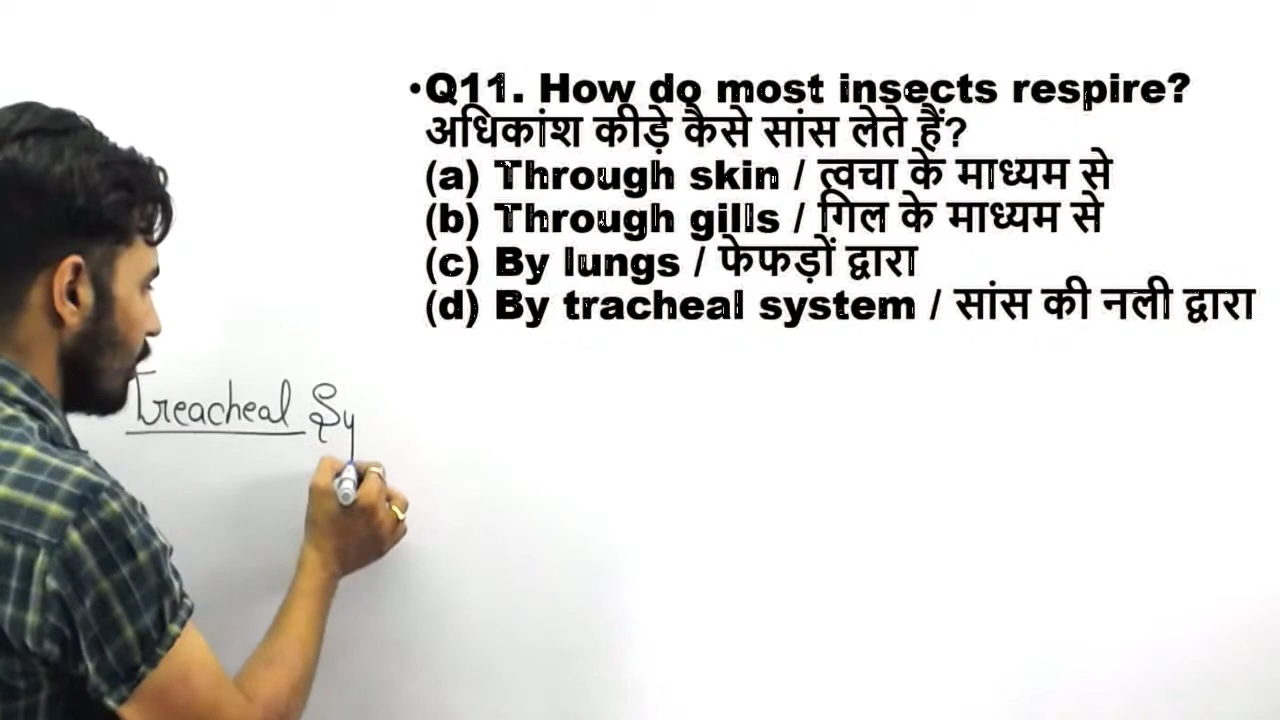 •Q11. How do most insects respire?
अधिकांश कीड़े कैसे सांस लेते हैं?
(a) Through skin / त्वचा के माध्यम से
(b) Through gills / गिल के माध्यम से
(c) By lungs / फेफड़ों द्वारा
(d) By tracheal system / सांस की नली द्वारा
Treacheal Sy